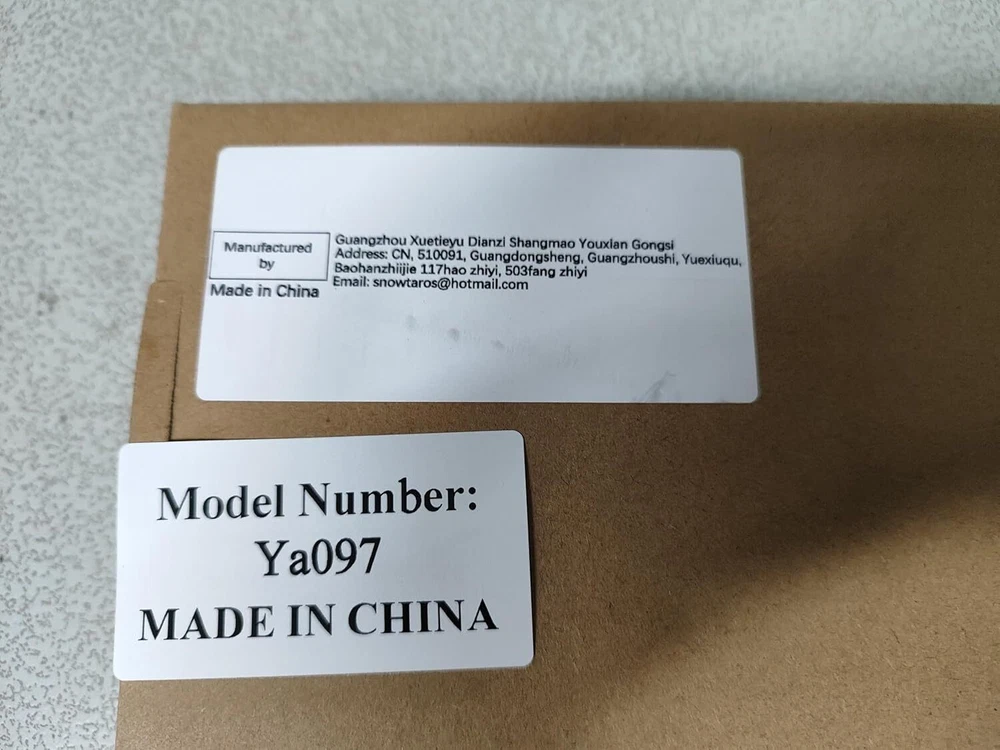 Manufactured
by
Made in China
Guangzhou Xuetieyu Dianzi Shangmao Youxian Gongsi
Address: CN, 510091, Guangdongsheng, Guangzhoushi, Yuexiuqu,
Baohanzhiijie 117hao zhiyi, 503fang zhiyi
Email: snowtaros@hotmail.com
Model Number:
Ya097
MADE IN CHINA